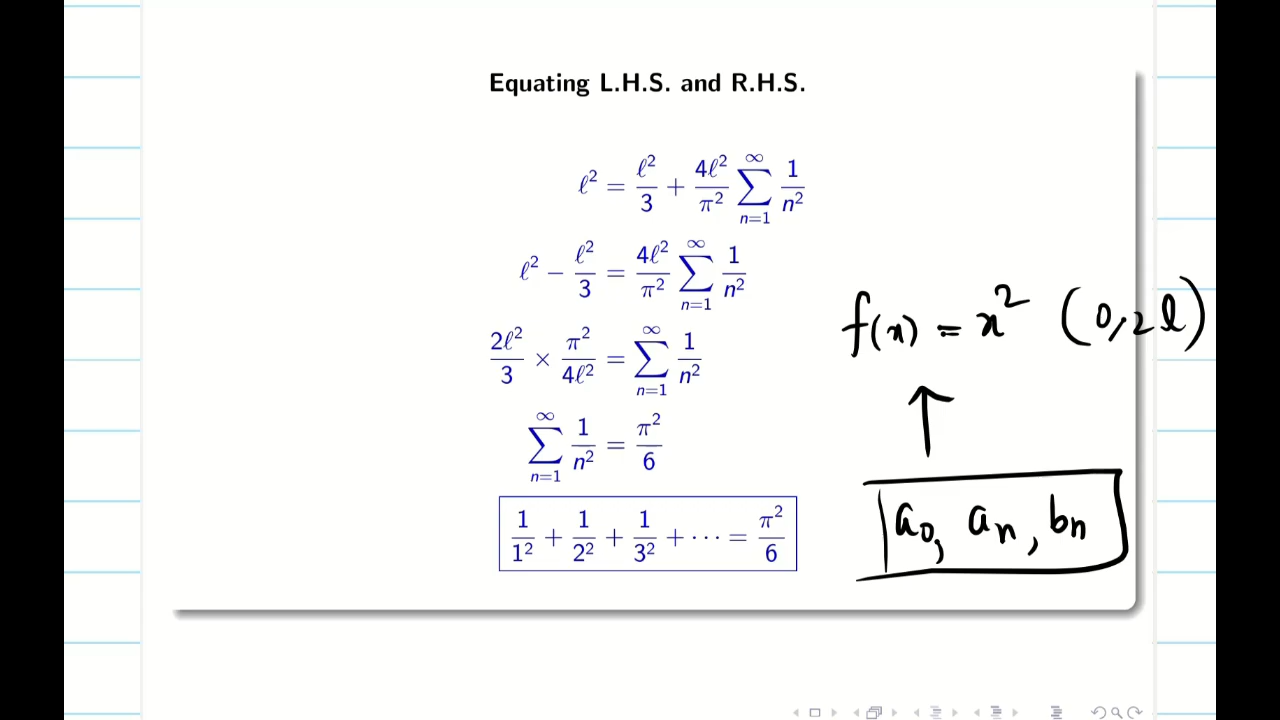 Equating L.H.S. and R.H.S.
ℓ² = ℓ²/3 + 4ℓ²/π² ∑_{n=1}^{∞} 1/n²
ℓ² − ℓ²/3 = 4ℓ²/π² ∑_{n=1}^{∞} 1/n²
f(x) = x² (0, 2l)
2ℓ²/3 × π²/4ℓ² = ∑_{n=1}^{∞} 1/n²
∑_{n=1}^{∞} 1/n² = π²/6
1/1² + 1/2² + 1/3² + ⋯ = π²/6
a₀, aₙ, bₙ